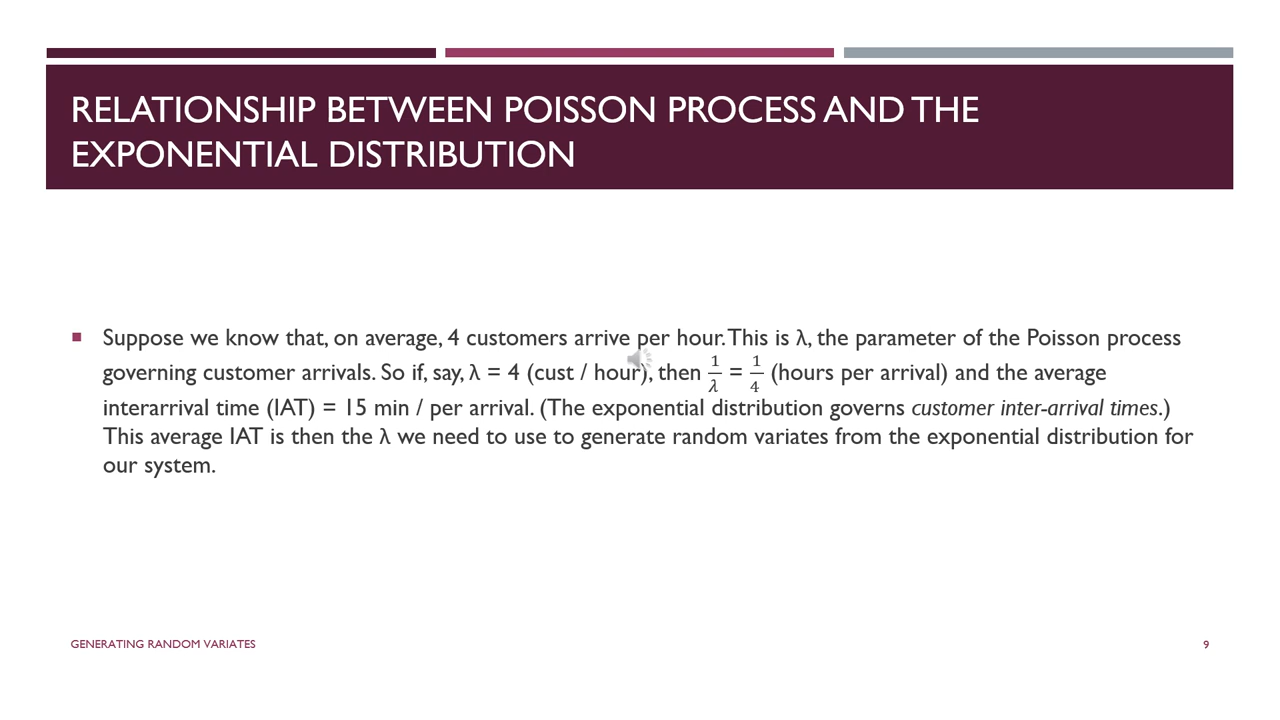 RELATIONSHIP BETWEEN POISSON PROCESS AND THE
EXPONENTIAL DISTRIBUTION
▪ Suppose we know that, on average, 4 customers arrive per hour. This is λ, the parameter of the Poisson process
governing customer arrivals. So if, say, λ = 4 (cust / hour), then 1/λ = 1/4 (hours per arrival) and the average
interarrival time (IAT) = 15 min / per arrival. (The exponential distribution governs customer inter-arrival times.)
This average IAT is then the λ we need to use to generate random variates from the exponential distribution for
our system.
GENERATING RANDOM VARIATES
9